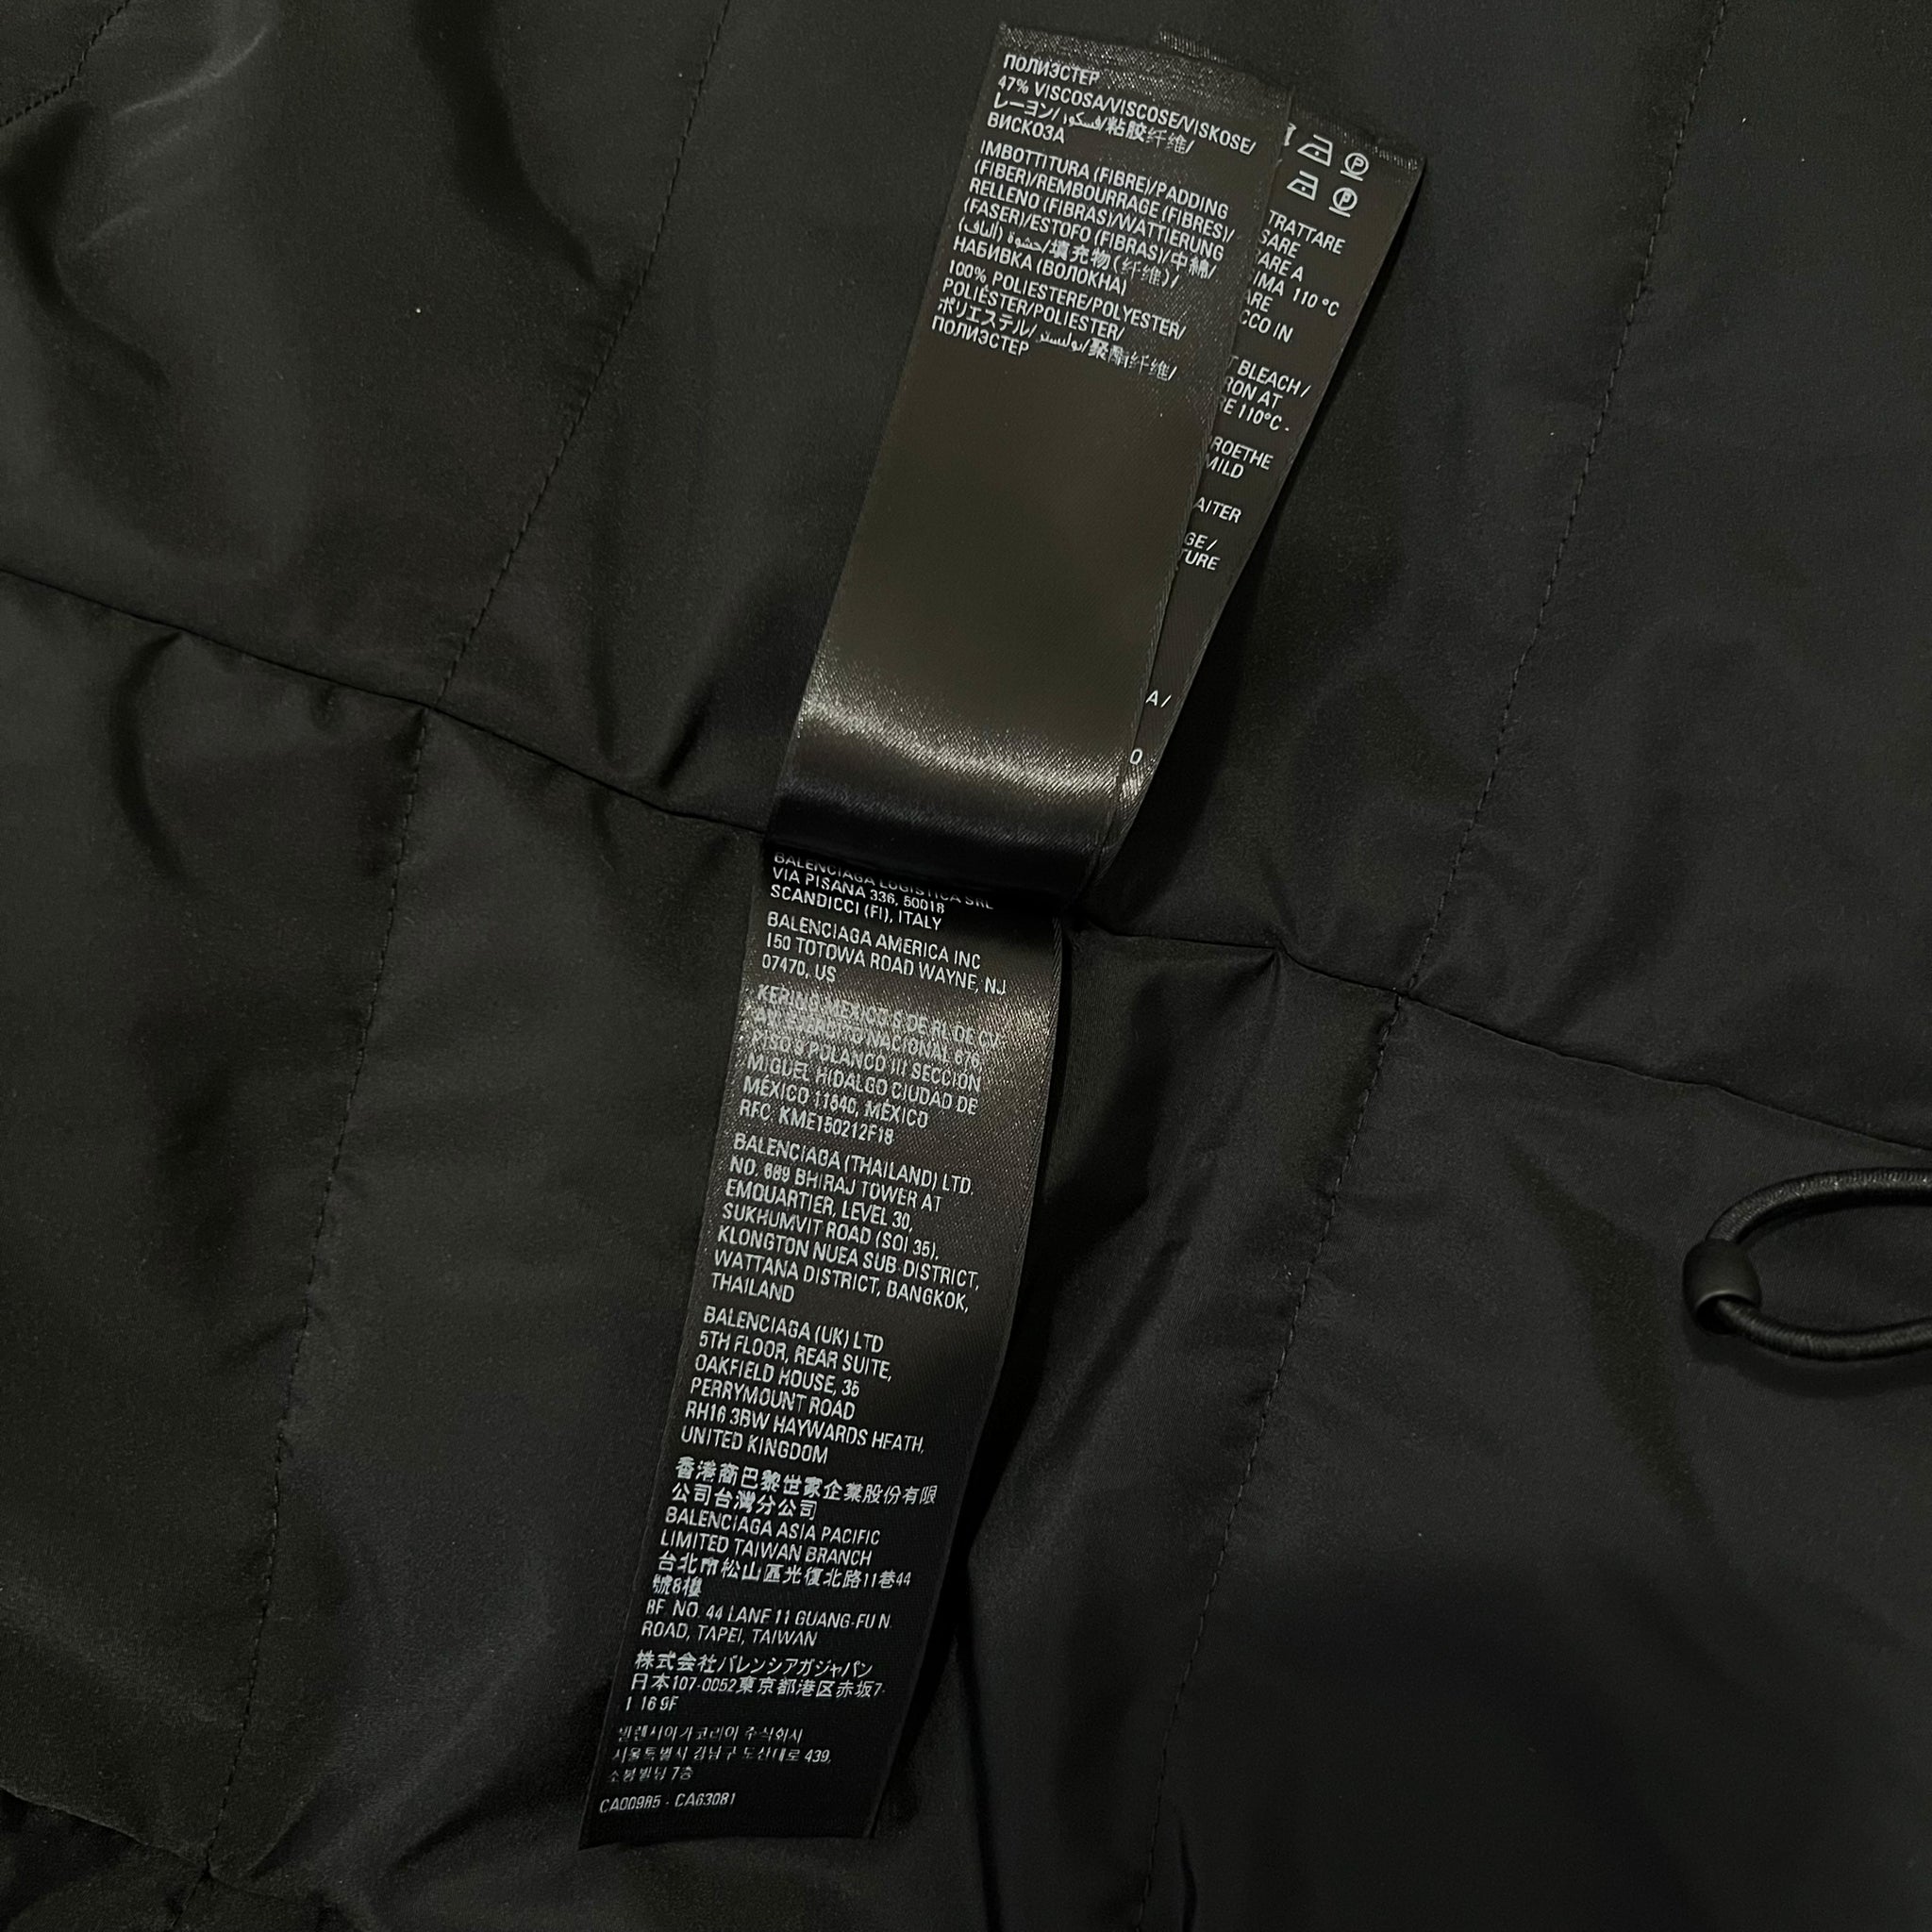 ПОЛИЭСТЕР
47% VISCOSA/VISCOSE/VISKOSE/
レーヨン/فسكوز/粘胶纤维/
ВИСКОЗА
IMBOTTITURA (FIBRE)/PADDING
(FIBER)/REMBOURRAGE (FIBRES)/
RELLENO (FIBRAS)/WATTIERUNG
(FASER)/ESTOFO (FIBRAS)/中綿/
حشوة (ألياف)/填充物(纤维)/
НАБИВКА (ВОЛОКНА)
100% POLIESTERE/POLYESTER/
POLIÉSTER/POLIESTER/
ポリエステル/بوليستر/聚酯纤维/
ПОЛИЭСТЕР
P
P
TRATTARE
SARE
ARE A
IMA 110 °C
ARE
CCO IN
T BLEACH /
RON AT
RE 110°C -
ROETHE
MILD
A/TER
GE /
TURE
A /
0
BALENCIAGA LOGISTICA SRL
VIA PISANA 336, 50018
SCANDICCI (FI), ITALY
BALENCIAGA AMERICA INC
150 TOTOWA ROAD WAYNE, NJ
07470, US
KERING MEXICO S DE RL DE CV
NACIONAL 678,
PISO 3 POLANCO III SECCIÓN
MIGUEL HIDALGO CIUDAD DE
MÉXICO 11540, MÉXICO
RFC. KME150212F18
BALENCIAGA (THAILAND) LTD.
NO. 689 BHIRAJ TOWER AT
EMQUARTIER, LEVEL 30,
SUKHUMVIT ROAD (SOI 35),
KLONGTON NUEA SUB-DISTRICT,
WATTANA DISTRICT, BANGKOK,
THAILAND
BALENCIAGA (UK) LTD
5TH FLOOR, REAR SUITE,
OAKFIELD HOUSE, 35
PERRYMOUNT ROAD
RH16 3BW HAYWARDS HEATH,
UNITED KINGDOM
香港商巴黎世家企業股份有限
公司台灣分公司
BALENCIAGA ASIA PACIFIC
LIMITED TAIWAN BRANCH
台北市松山區光復北路11巷44
號8樓
8F. NO. 44 LANE 11 GUANG-FU N.
ROAD, TAPEI, TAIWAN
株式会社バレンシアガジャパン
日本107-0052東京都港区赤坂7-
1 16 9F
발렌시아가코리아 주식회사
서울특별시 강남구 도산대로 439,
소봉빌딩 7층
CA00985 - CA63081